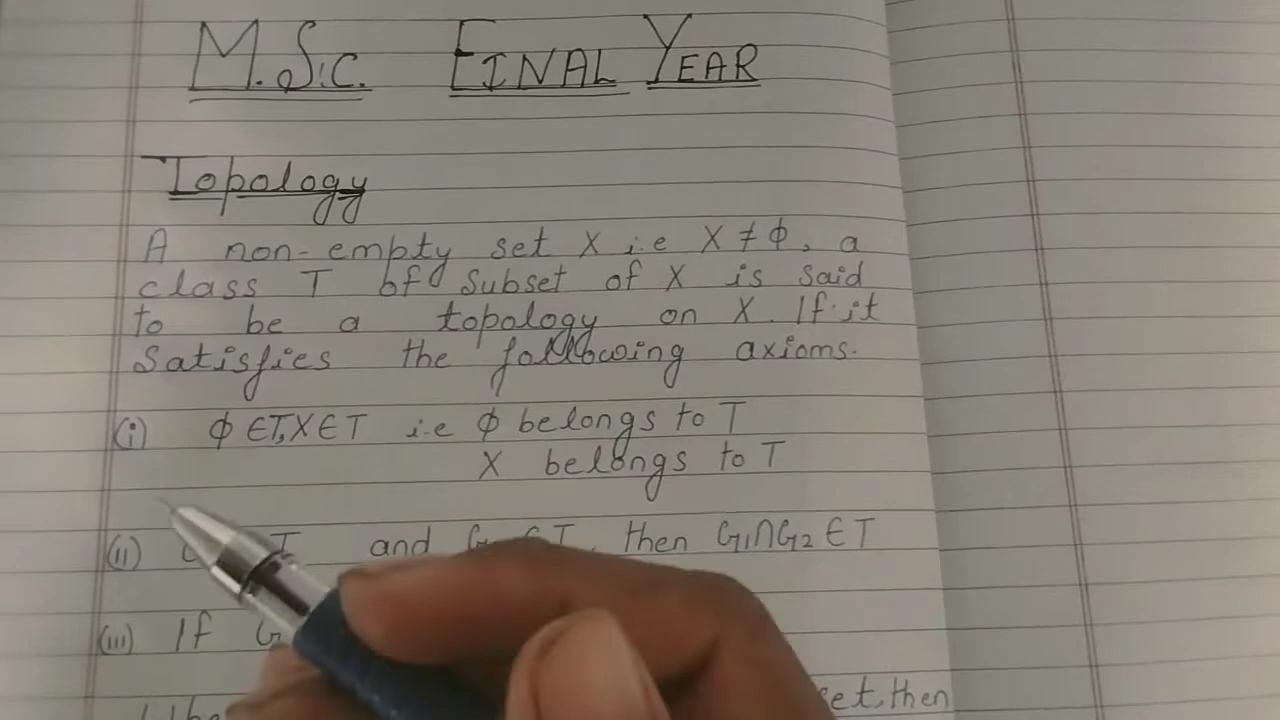 M.Sc. FINAL YEAR
Topology
A non-empty set X i.e X ≠ ϕ, a
class T of Subset of X is said
to be a topology on X. If it
Satisfies the following axioms.
(i) ϕ ∈ T, X ∈ T i.e ϕ belongs to T
X belongs to T
(ii) and then G1∩G2 ∈ T
(iii) If
set, then